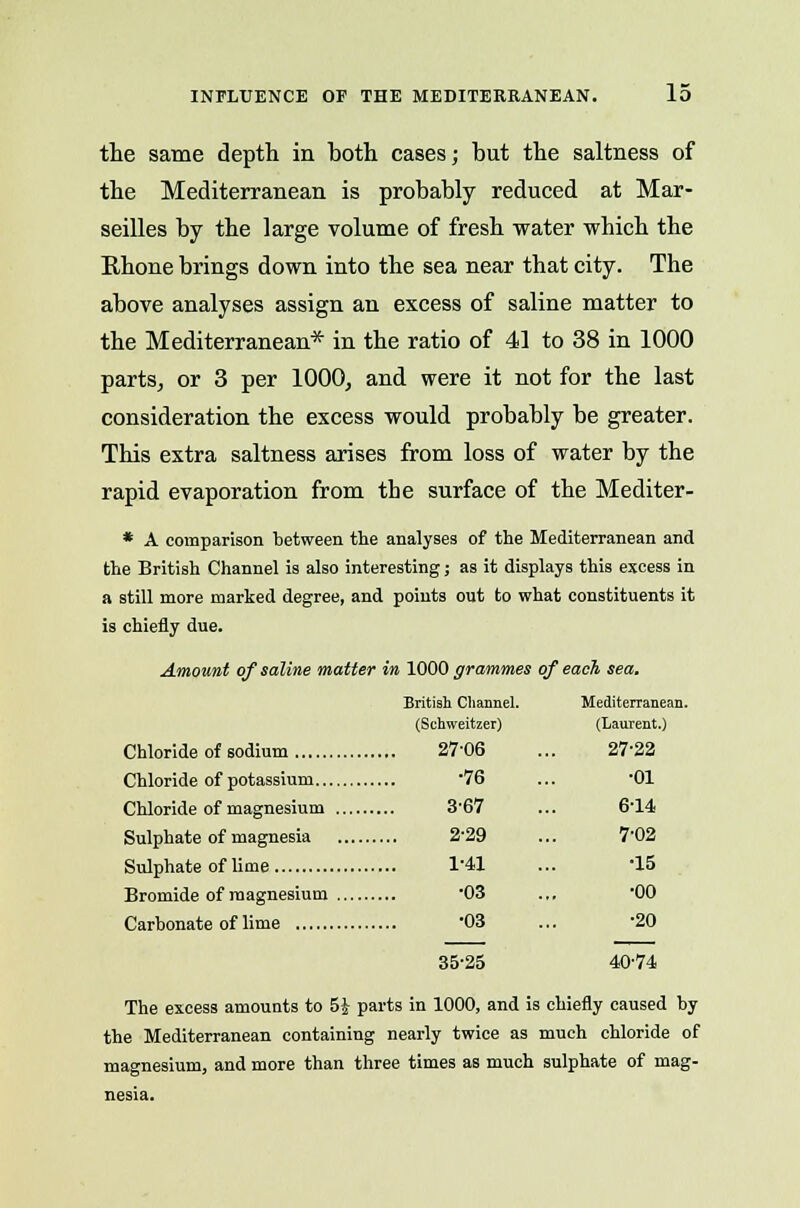 INFLUENCE OF THE MEDITERRANEAN. 15
the same depth in both cases; but the saltness of
the Mediterranean is probably reduced at Mar-
seilles by the large volume of fresh water which the
Rhone brings down into the sea near that city. The
above analyses assign an excess of saline matter to
the Mediterranean* in the ratio of 41 to 38 in 1000
parts, or 3 per 1000, and were it not for the last
consideration the excess would probably be greater.
This extra saltness arises from loss of water by the
rapid evaporation from the surface of the Mediter-
* A comparison between the analyses of the Mediterranean and
the British Channel is also interesting; as it displays this excess in
a still more marked degree, and points out to what constituents it
is chiefly due.
Amount of saline matter in 1000 grammes of each sea.
British Channel. Mediterranean.
(Schweitzer) (Laurent.)
Chloride of sodium ............... 27·06 ... 27·22
Chloride of potassium............. ·76 ... ·01
Chloride of magnesium ......... 3·67 ... 6·14
Sulphate of magnesia .......... 2·29 ... 7·02
Sulphate of lime ................... 1·41 ... ·15
Bromide of magnesium ......... ·03 ... ·00
Carbonate of lime ................ ·03 ... ·20
35·25 40·74
The excess amounts to 5½ parts in 1000, and is chiefly caused by
the Mediterranean containing nearly twice as much chloride of
magnesium, and more than three times as much sulphate of mag-
nesia.